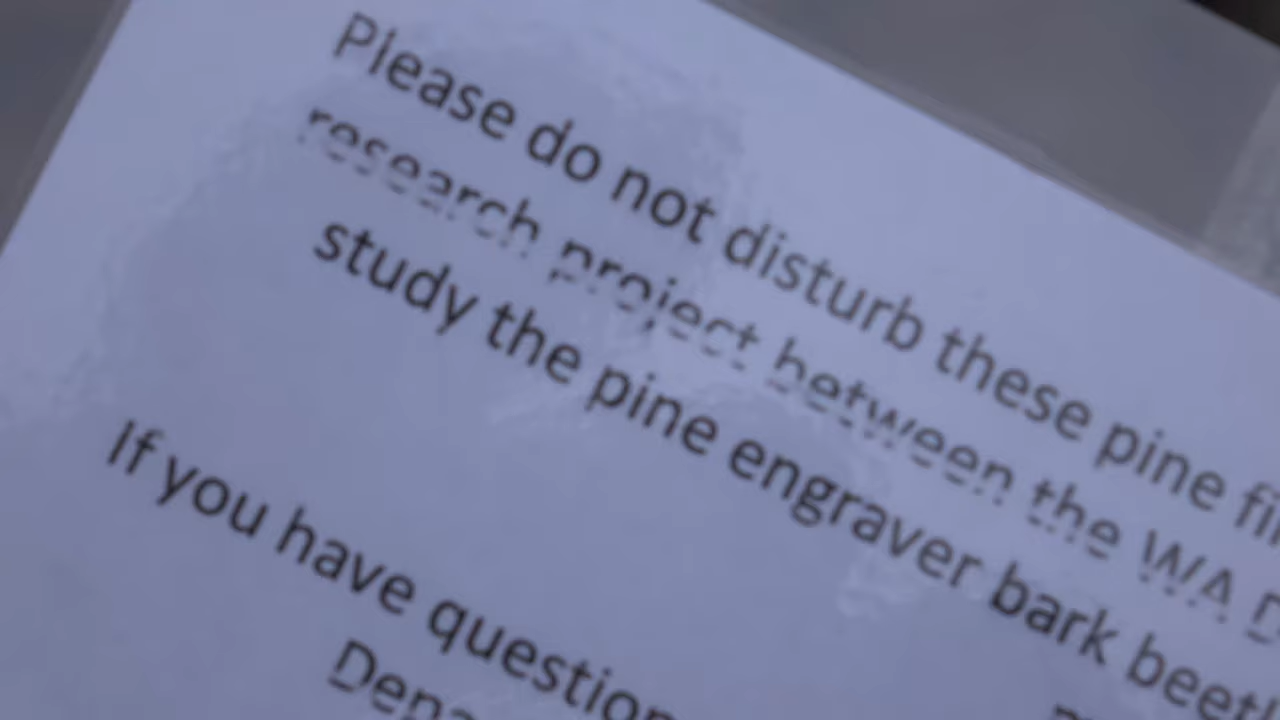 Please do not disturb these pine
research project between the WA
study the pine engraver bark
If you have